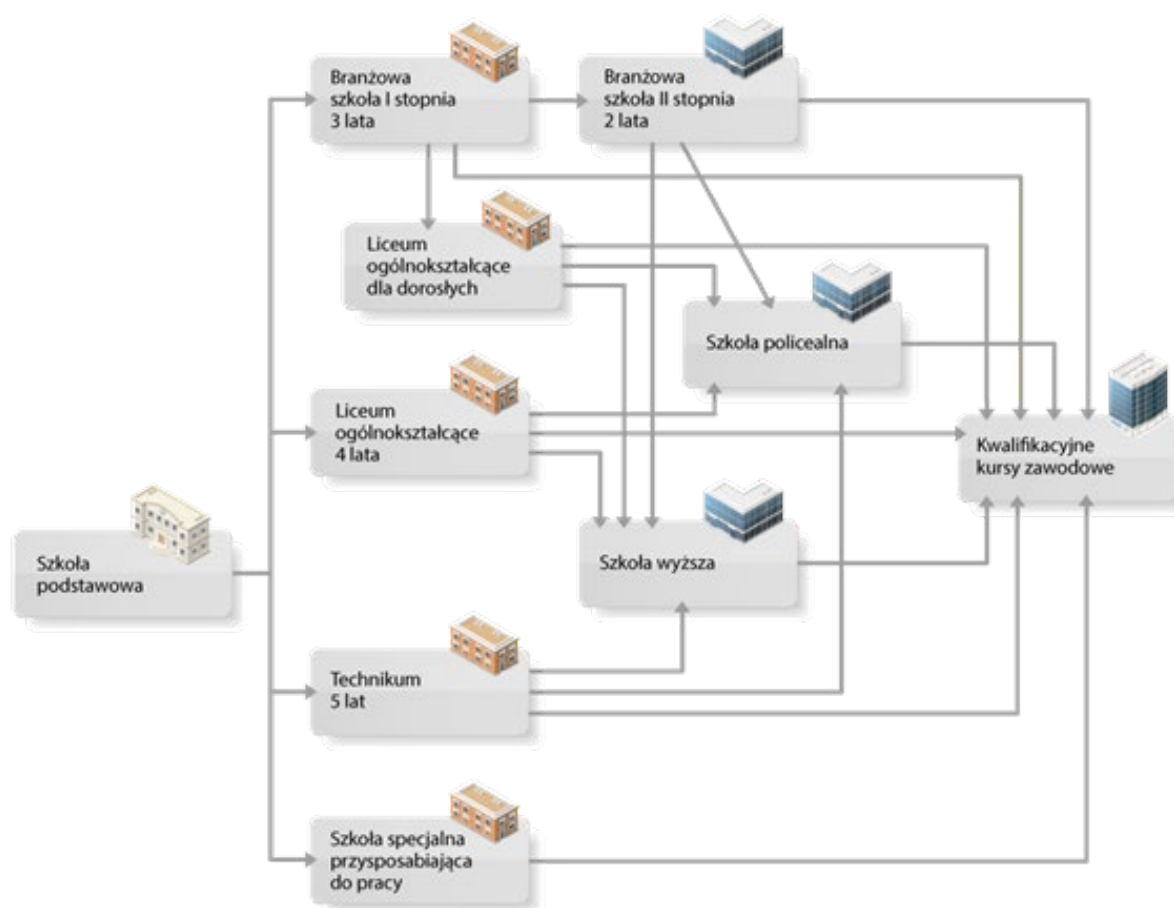 Branżowa
szkoła I stopnia
3 lata
Branżowa
szkoła II stopnia
2 lata
Liceum
ogólnokształcące
dla dorosłych
Szkoła policealna
Liceum
ogólnokształcące
4 lata
Kwalifikacyjne
kursy zawodowe
Szkoła
podstawowa
Szkoła wyższa
Technikum
5 lat
Szkoła specjalna
przysposabiająca
do pracy